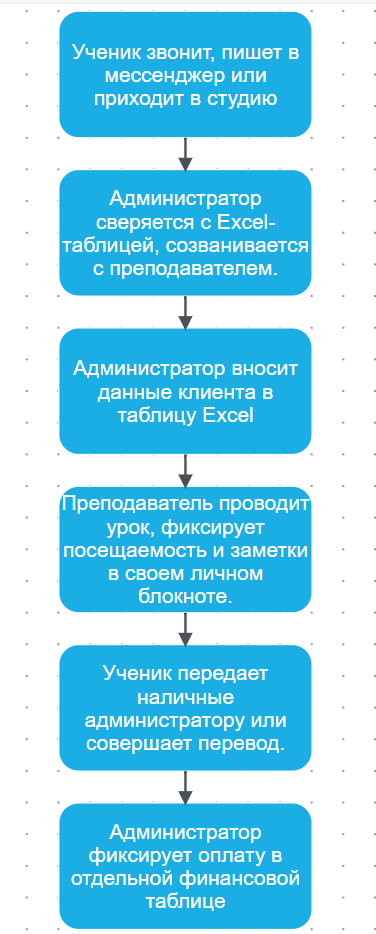 Ученик звонит, пишет в
мессенджер или
приходит в студию
Администратор
сверяется с Excel-
таблицей, созванивается
с преподавателем.
Администратор вносит
данные клиента в
таблицу Excel
Преподаватель проводит
урок, фиксирует
посещаемость и заметки
в своем личном
блокноте.
Ученик передает
наличные
администратору или
совершает перевод.
Администратор
фиксирует оплату в
отдельной финансовой
таблице